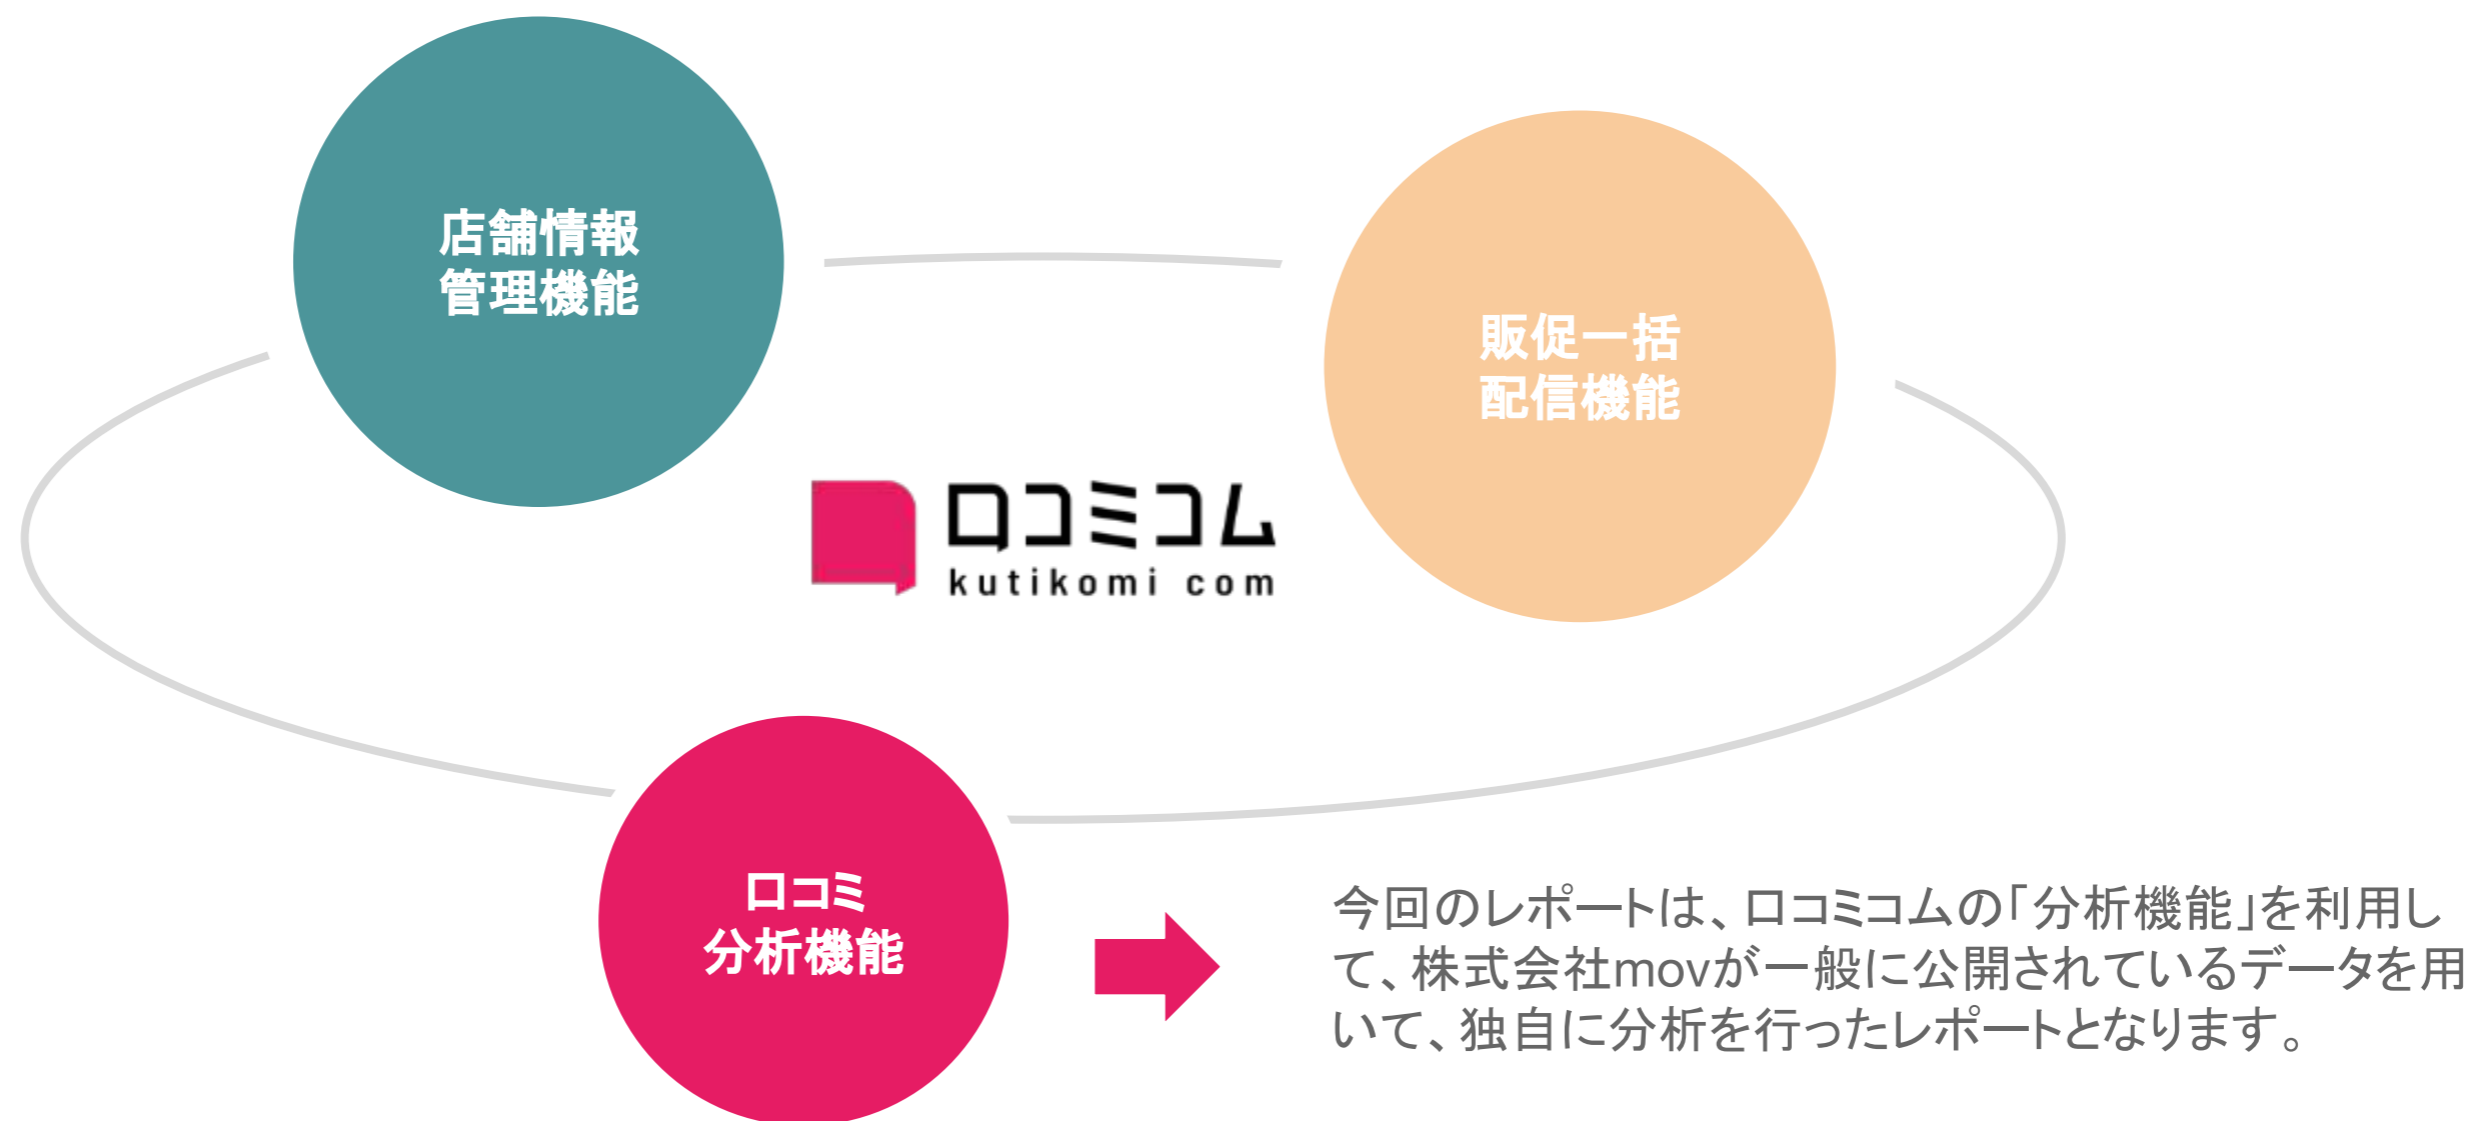 店舗情報
管理機能
販促一括
配信機能
口コミコム
kutikomi com
口コミ
分析機能
今回のレポートは、口コミコムの「分析機能」を利用し
て、株式会社movが一般に公開されているデータを用
いて、独自に分析を行ったレポートとなります。